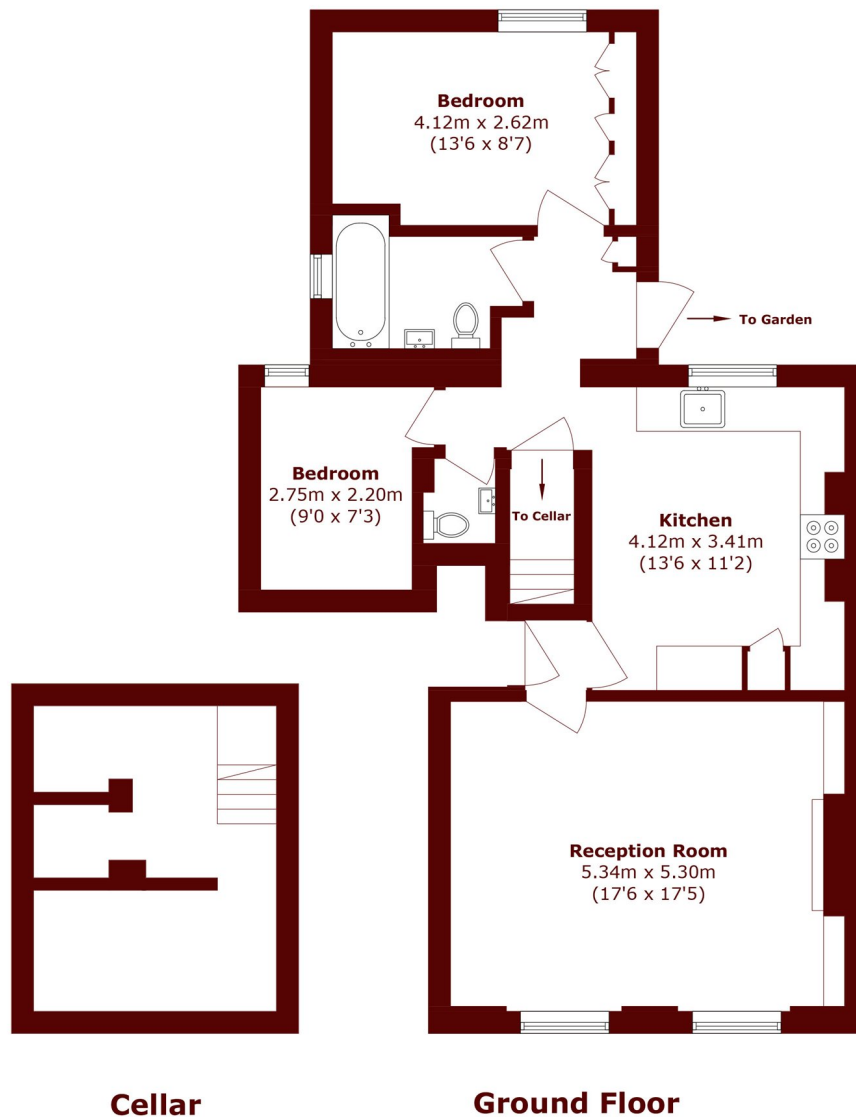 Bedroom
4.12m x 2.62m
(13'6 x 8'7)
To Garden
Bedroom
2.75m x 2.20m
(9'0 x 7'3)
To Cellar
Kitchen
4.12m x 3.41m
(13'6 x 11'2)
Reception Room
5.34m x 5.30m
(17'6 x 17'5)
Cellar
Ground Floor